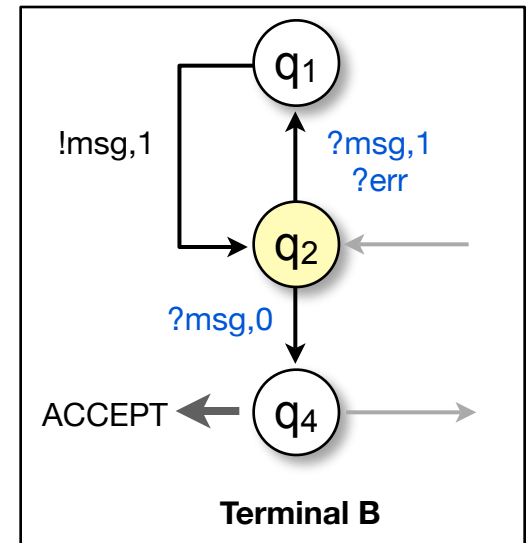 q1
!msg,1
?msg,1
?err
q2
?msg,0
ACCEPT
q4
Terminal B